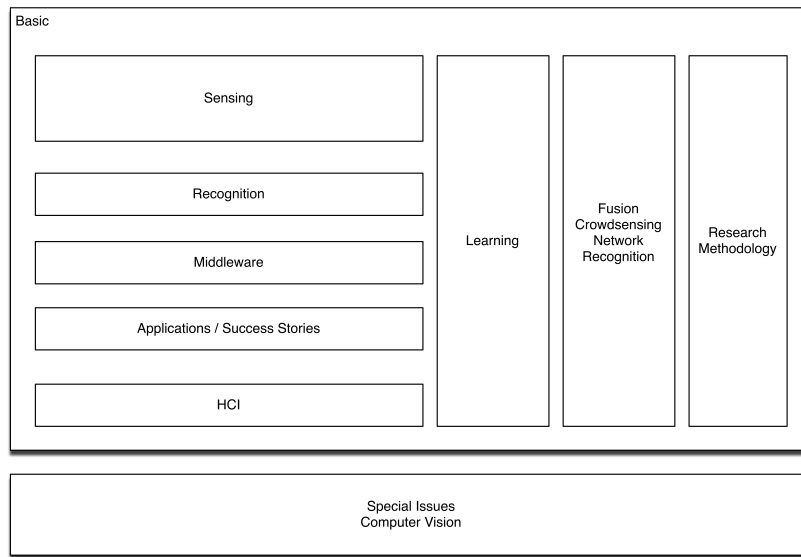 Basic
Sensing
Recognition
Middleware
Applications / Success Stories
HCI
Learning
Fusion
Crowdsensing
Network
Recognition
Research
Methodology
Special Issues
Computer Vision